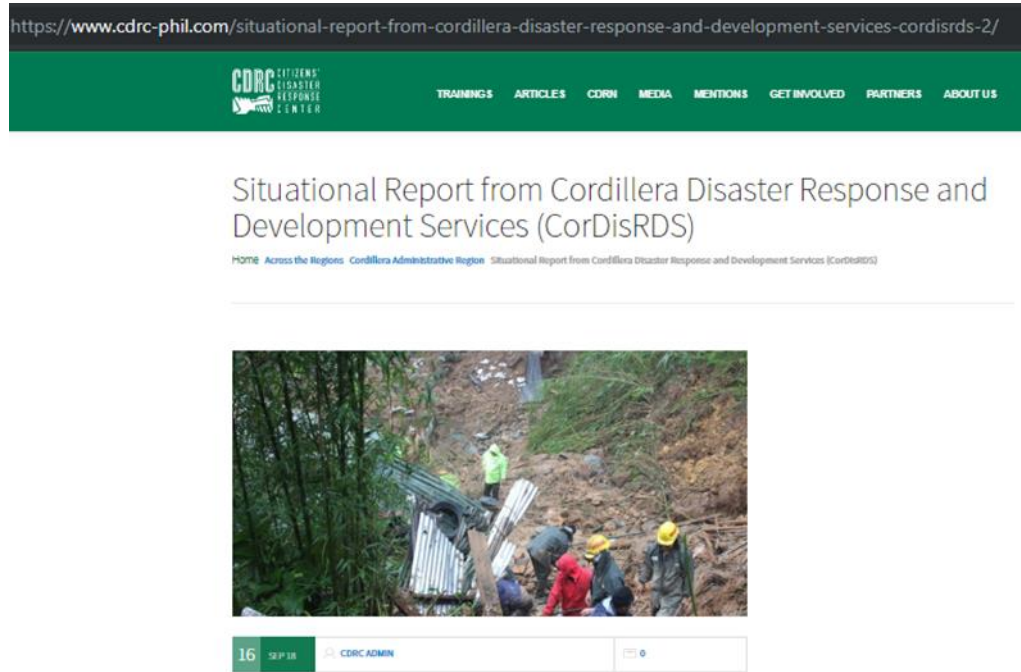 https://www.cdrc-phil.com/situational-report-from-cordillera-disaster-response-and-development-services-cordisrds-2/
CDRC CITIZENS' DISASTER RESPONSE CENTER
TRAININGS ARTICLES CDRN MEDIA MENTIONS GET INVOLVED PARTNERS ABOUT US
Situational Report from Cordillera Disaster Response and
Development Services (CorDisRDS)
Home Across the Regions Cordillera Administrative Region Situational Report from Cordillera Disaster Response and Development Services (CorDisRDS)
16 SEP 18 CDRC ADMIN 0